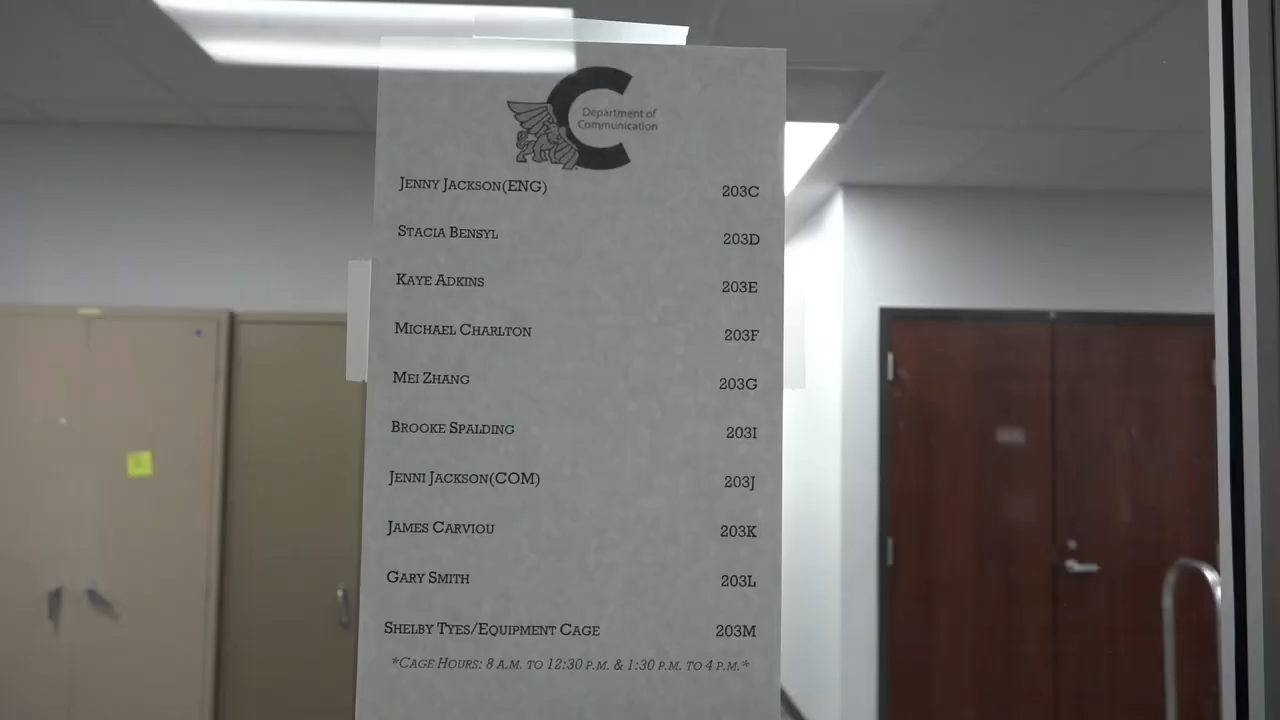 Department of
Communication
JENNY JACKSON(ENG) 203C
STACIA BENSYL 203D
KAYE ADKINS 203E
MICHAEL CHARLTON 203F
MEI ZHANG 203G
BROOKE SPALDING 203I
JENNI JACKSON(COM) 203J
JAMES CARVIOU 203K
GARY SMITH 203L
SHELBY TYES/EQUIPMENT CAGE 203M
*CAGE HOURS: 8 A.M. TO 12:30 P.M. & 1:30 P.M. TO 4 P.M.*